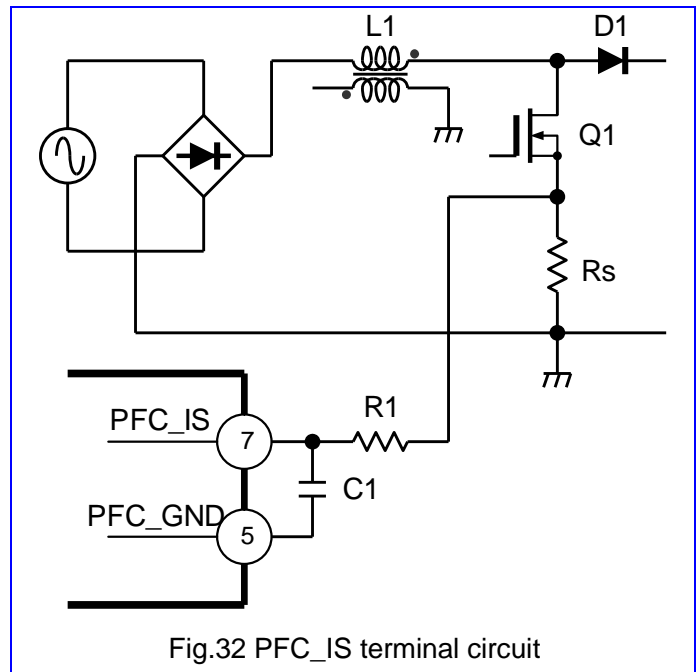 L1
D1
Q1
Rs
R1
PFC_IS
7
C1
PFC_GND
5
Fig.32 PFC_IS terminal circuit